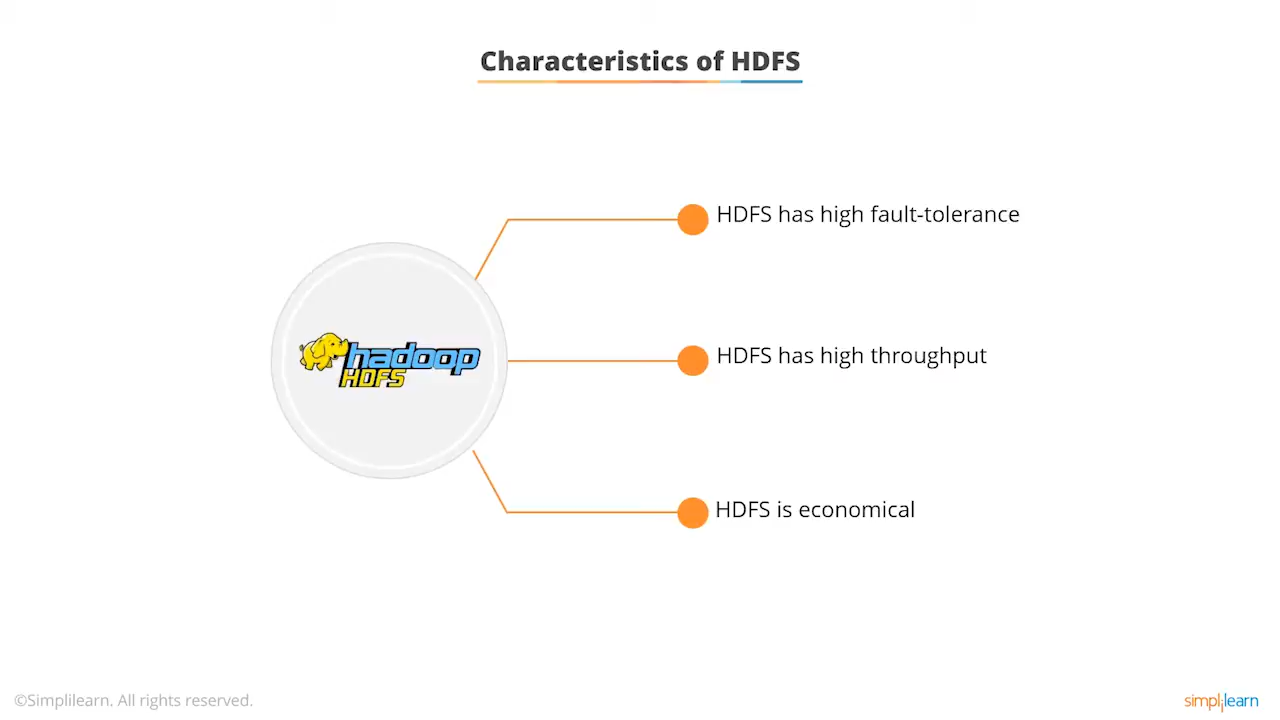 Characteristics of HDFS
HDFS has high fault-tolerance
HDFS has high throughput
hadoop
HDFS
HDFS is economical
©Simplilearn. All rights reserved.
simplilearn